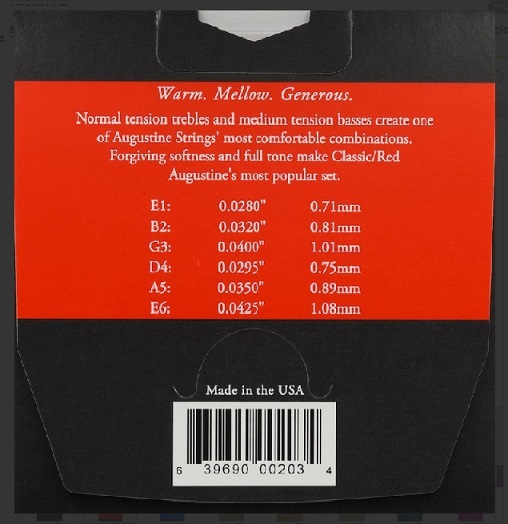 Warm. Mellow. Generous.
Normal tension trebles and medium tension basses create one
of Augustine Strings' most comfortable combinations.
Forgiving softness and full tone make Classic/Red
Augustine's most popular set.
E1: 0.0280" 0.71mm
B2: 0.0320" 0.81mm
G3: 0.0400" 1.01mm
D4: 0.0295" 0.75mm
A5: 0.0350" 0.89mm
E6: 0.0425" 1.08mm
Made in the USA
6 39690 00203 4